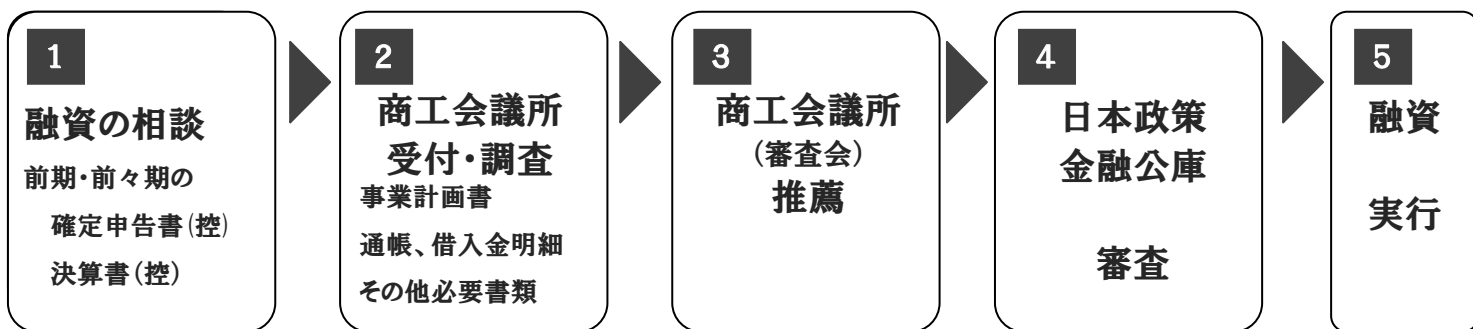 1
融資の相談
前期・前々期の
確定申告書(控)
決算書(控)
2
商工会議所
受付・調査
事業計画書
通帳、借入金明細
その他必要書類
3
商工会議所
(審査会)
推薦
4
日本政策
金融公庫
審査
5
融資
実行